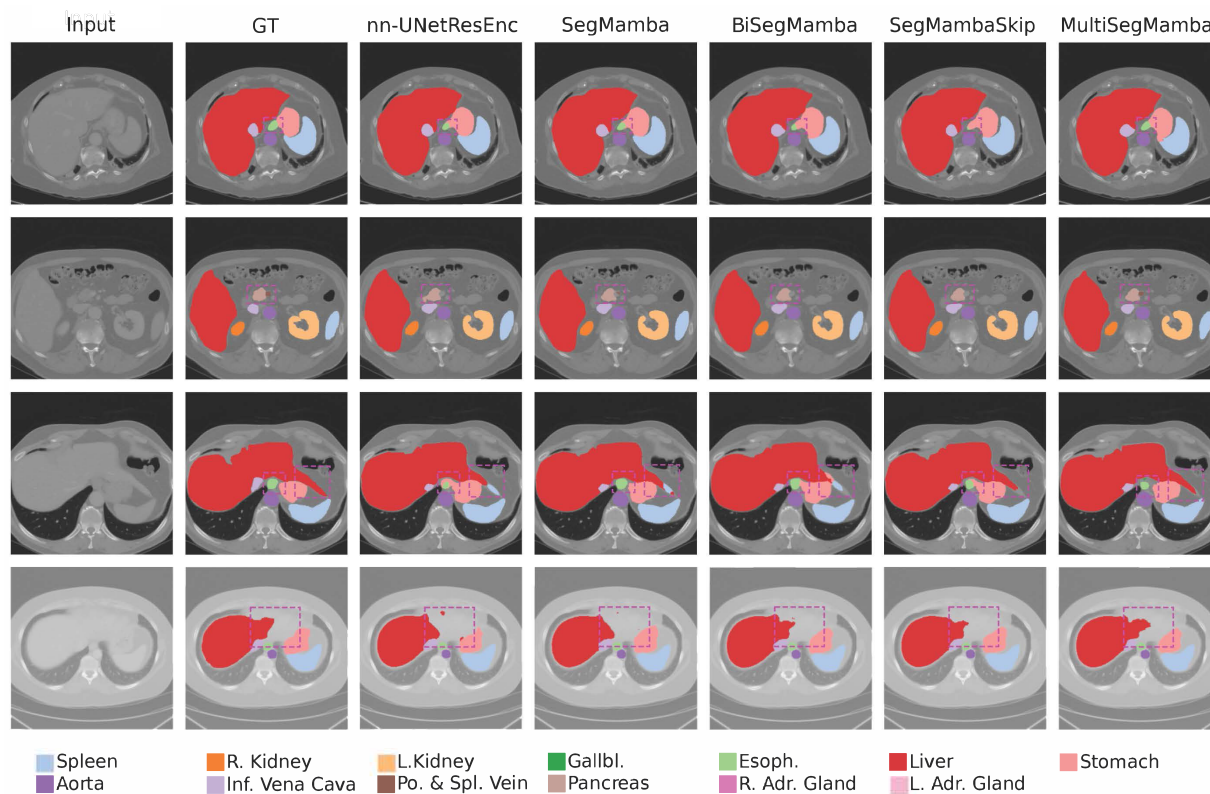 Input GT nn-UNetResEnc SegMamba BiSegMamba SegMambaSkip MultiSegMamba
Spleen R. Kidney L.Kidney Gallbl. Esoph. Liver Stomach
Aorta Inf. Vena Cava Po. & Spl. Vein Pancreas R. Adr. Gland L. Adr. Gland